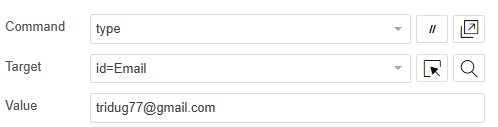 Command type //
Target id=Email
Value tridug77@gmail.com